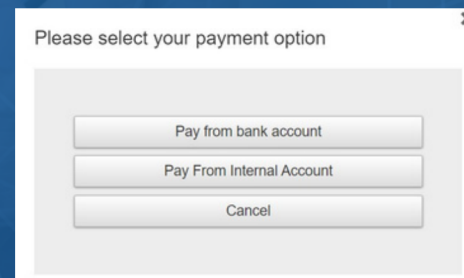 Please select your payment option
Pay from bank account
Pay From Internal Account
Cancel